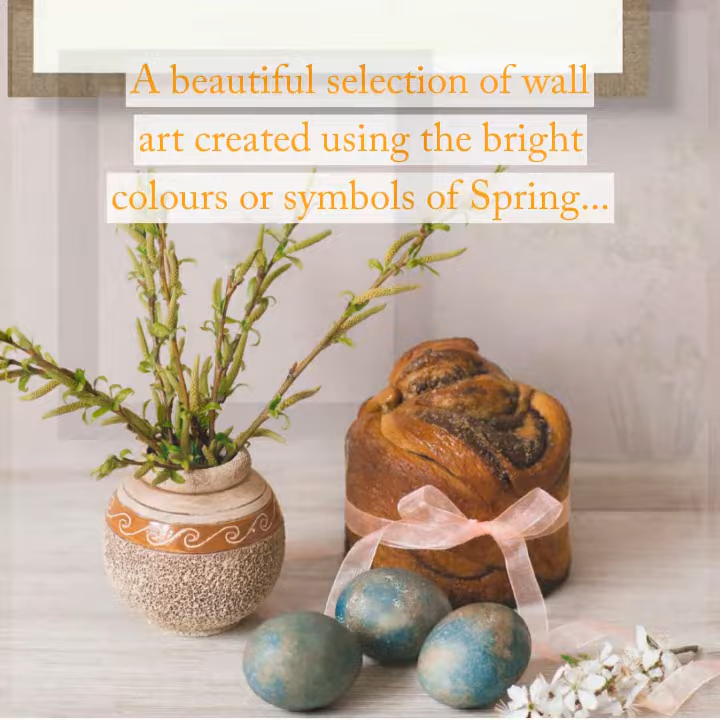 A beautiful selection of wall
art created using the bright
colours or symbols of Spring...